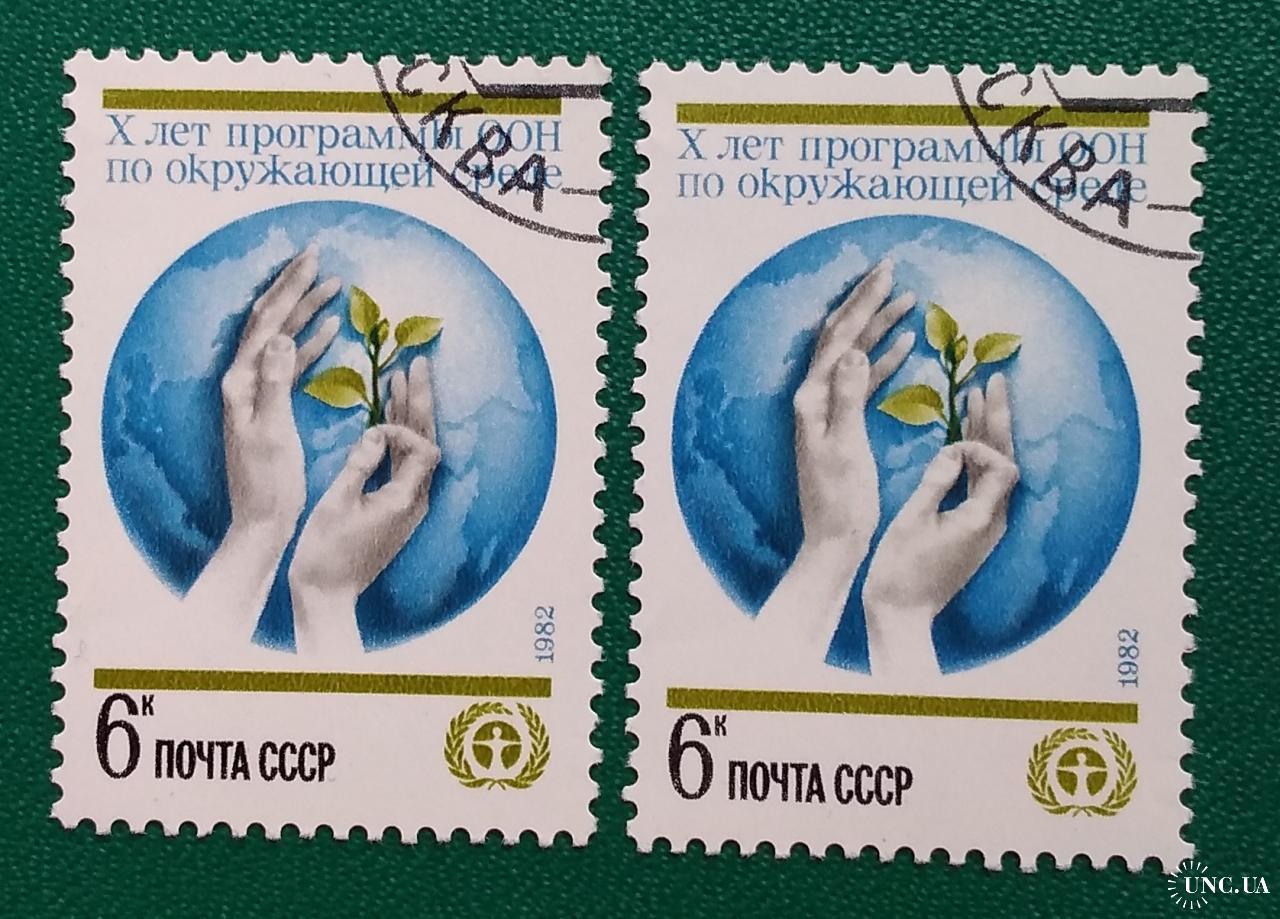 X лет программы ООН
по окружающей среде
СКВА
1982
6к ПОЧТА СССР
X лет программы ООН
по окружающей среде
СКВА
1982
6к ПОЧТА СССР
UNC.UA